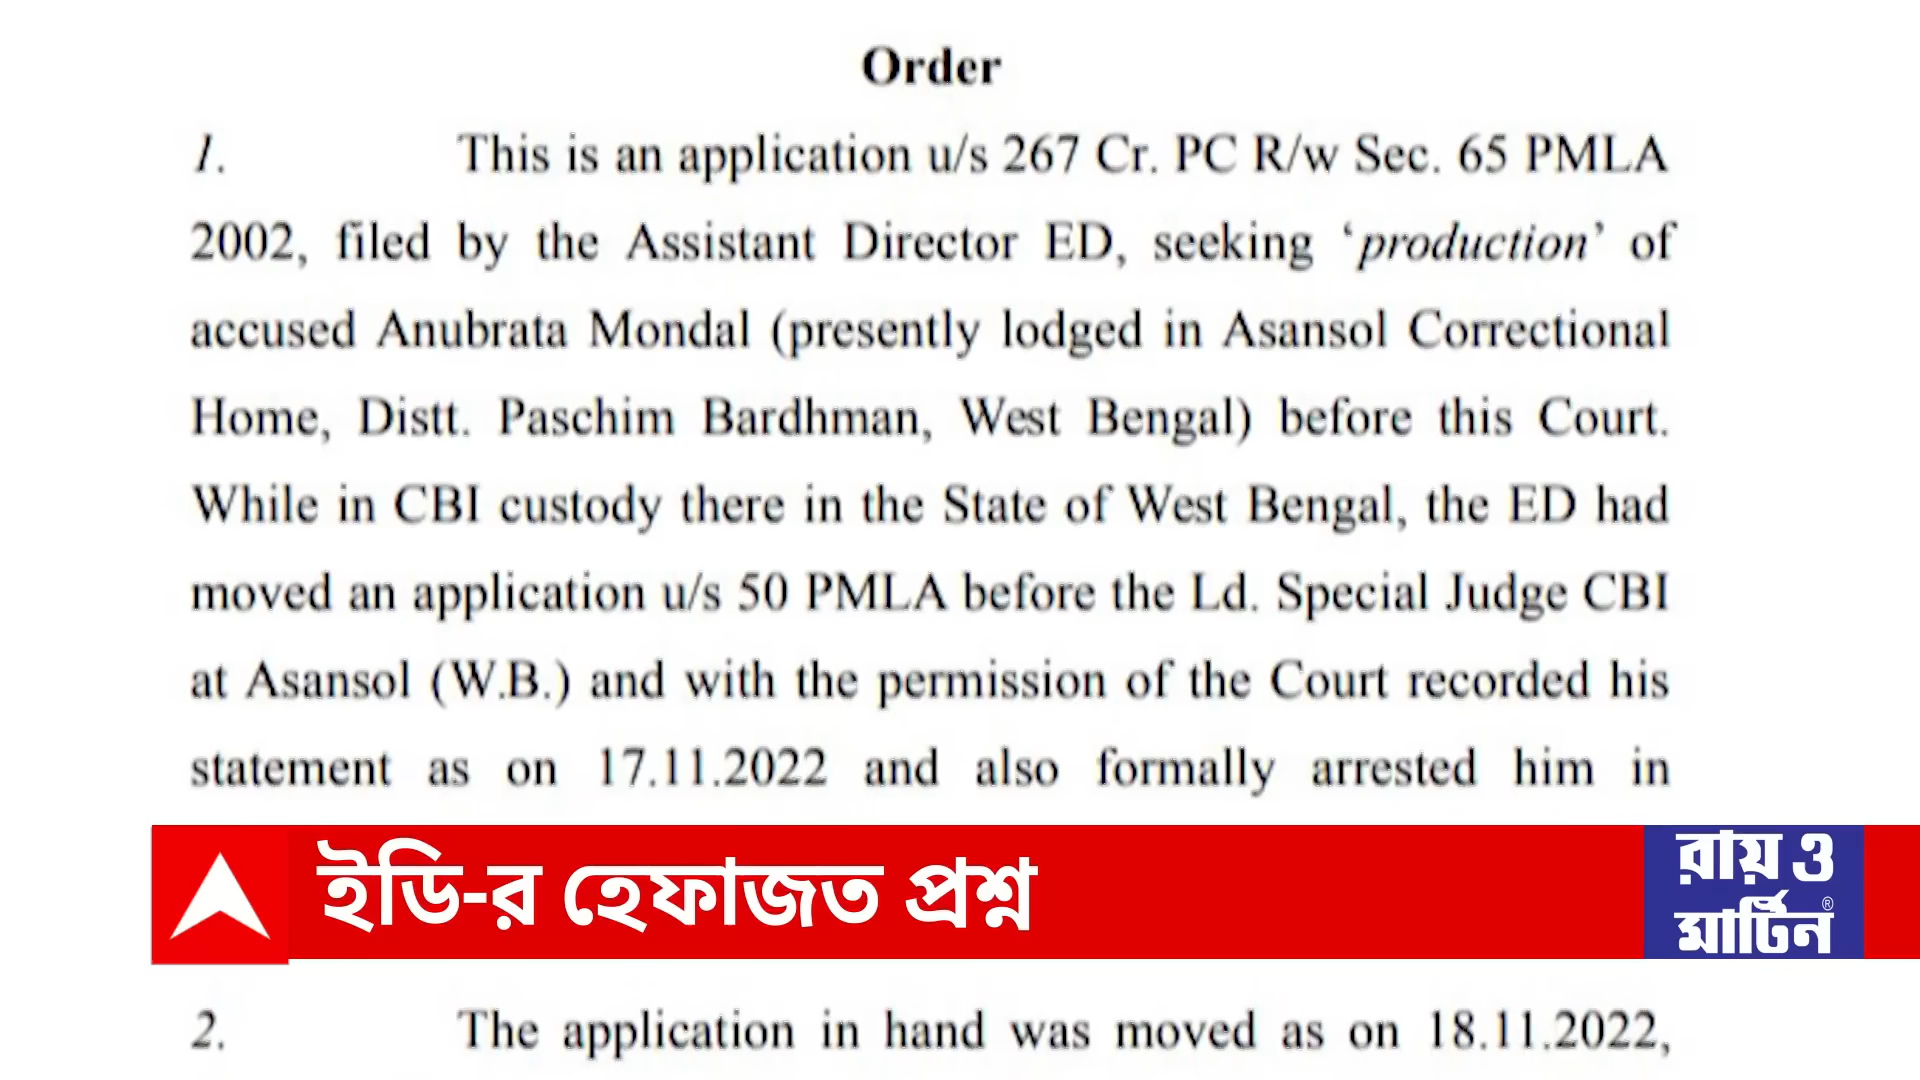 Order
1. This is an application u/s 267 Cr. PC R/w Sec. 65 PMLA
2002, filed by the Assistant Director ED, seeking ‘production’ of
accused Anubrata Mondal (presently lodged in Asansol Correctional
Home, Distt. Paschim Bardhman, West Bengal) before this Court.
While in CBI custody there in the State of West Bengal, the ED had
moved an application u/s 50 PMLA before the Ld. Special Judge CBI
at Asansol (W.B.) and with the permission of the Court recorded his
statement as on 17.11.2022 and also formally arrested him in
ইডি-র হেফাজত প্রশ্ন
রায় ও
মার্টিন®
2. The application in hand was moved as on 18.11.2022,